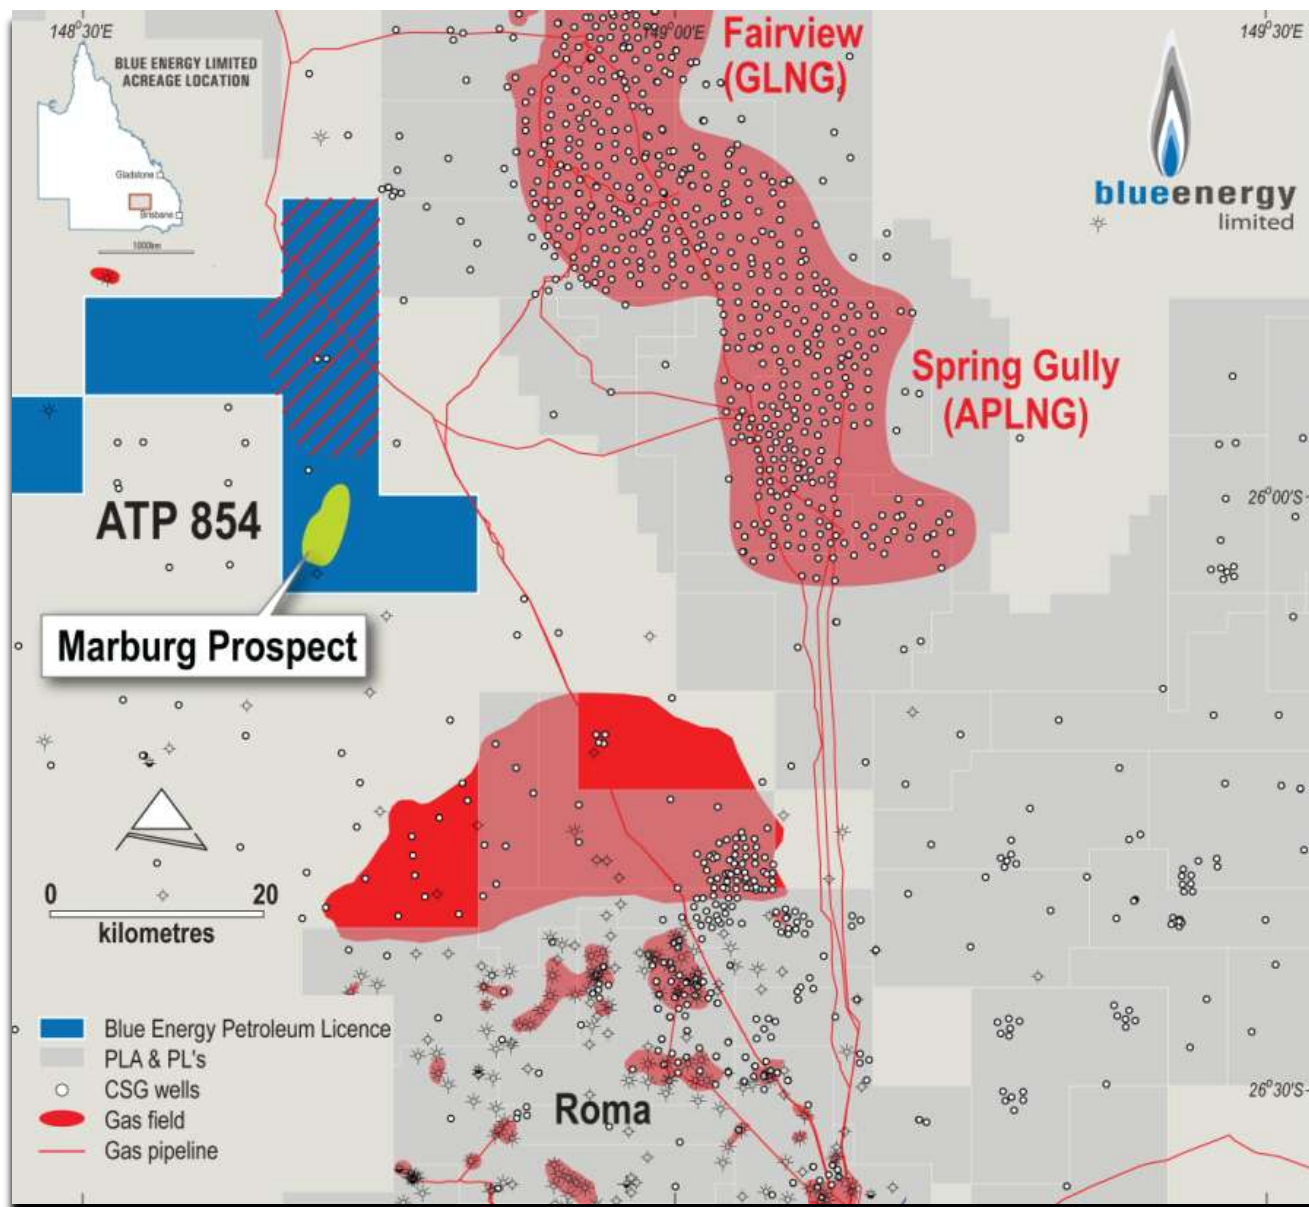 148°30'E
149°00'E
149°30'E
BLUE ENERGY LIMITED
ACREAGE LOCATION
Gladstone
Brisbane
1000km
Fairview
(GLNG)
blueenergy
limited
Spring Gully
(APLNG)
26°00'S
ATP 854
Marburg Prospect
0 20
kilometres
Blue Energy Petroleum Licence
PLA & PL's
CSG wells
Gas field
Gas pipeline
Roma
26°30'S